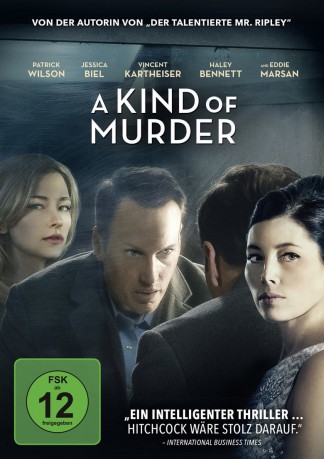 VON DER AUTORIN VON „DER TALENTIERTE MR. RIPLEY“
PATRICK WILSON
JESSICA BIEL
VINCENT KARTHEISER
HALEY BENNETT
AND EDDIE MARSAN
A KIND OF
MURDER
FSK
ab
12
freigegeben
„EIN INTELLIGENTER THRILLER ...
HITCHCOCK WÄRE STOLZ DARAUF.“
– INTERNATIONAL BUSINESS TIMES